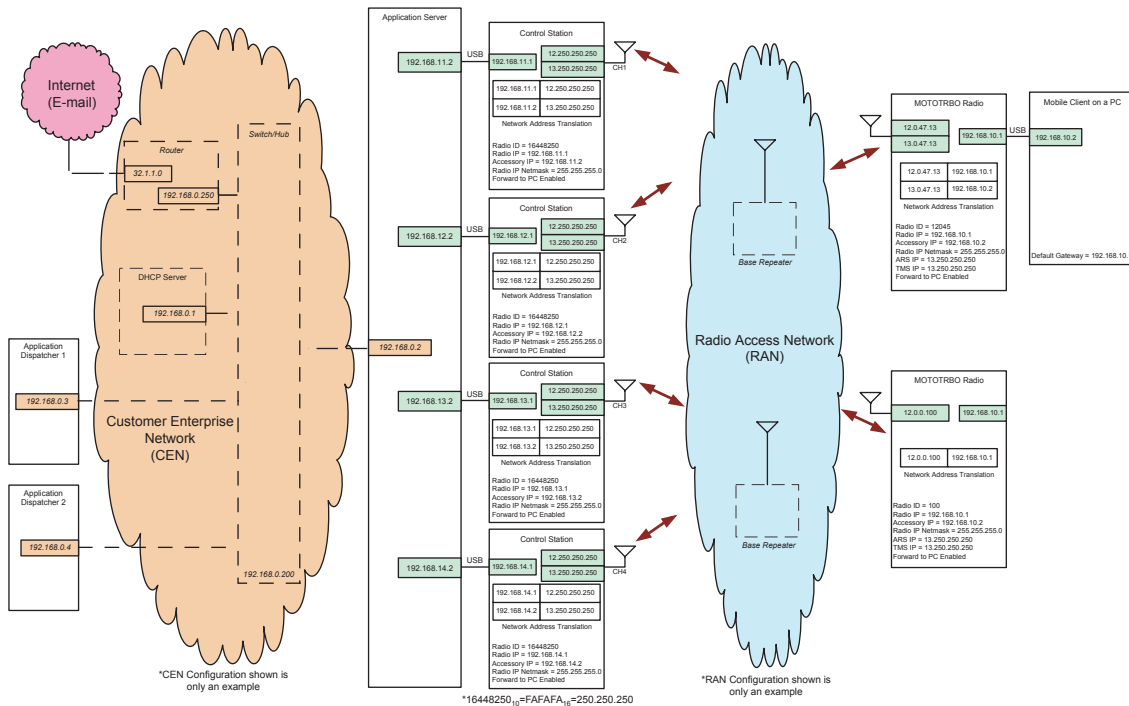 Internet
(E-mail)
Router
32.1.1.0
192.168.0.250
Switch/Hub
DHCP Server
192.168.0.1
Application
Dispatcher 1
192.168.0.3
Customer Enterprise
Network
(CEN)
Application
Dispatcher 2
192.168.0.4
192.168.0.200
*CEN Configuration shown is
only an example
Application Server
192.168.11.2
192.168.12.2
192.168.0.2
192.168.13.2
192.168.14.2
USB
Control Station
192.168.11.1
12.250.250.250
13.250.250.250
CH1
192.168.11.1 12.250.250.250
192.168.11.2 13.250.250.250
Network Address Translation
Radio ID = 16448250
Radio IP = 192.168.11.1
Accessory IP = 192.168.11.2
Radio IP Netmask = 255.255.255.0
Forward to PC Enabled
USB
Control Station
192.168.12.1
12.250.250.250
13.250.250.250
CH2
192.168.12.1 12.250.250.250
192.168.12.2 13.250.250.250
Network Address Translation
Radio ID = 16448250
Radio IP = 192.168.12.1
Accessory IP = 192.168.12.2
Radio IP Netmask = 255.255.255.0
Forward to PC Enabled
USB
Control Station
192.168.13.1
12.250.250.250
13.250.250.250
CH3
192.168.13.1 12.250.250.250
192.168.13.2 13.250.250.250
Network Address Translation
Radio ID = 16448250
Radio IP = 192.168.13.1
Accessory IP = 192.168.13.2
Radio IP Netmask = 255.255.255.0
Forward to PC Enabled
USB
Control Station
192.168.14.1
12.250.250.250
13.250.250.250
CH4
192.168.14.1 12.250.250.250
192.168.14.2 13.250.250.250
Network Address Translation
Radio ID = 16448250
Radio IP = 192.168.14.1
Accessory IP = 192.168.14.2
Radio IP Netmask = 255.255.255.0
Forward to PC Enabled
*16448250₁₀=FAFAFA₁₆=250.250.250
Base Repeater
Radio Access Network
(RAN)
Base Repeater
*RAN Configuration shown is
only an example
MOTOTRBO Radio
12.0.47.13
13.0.47.13
192.168.10.1
USB
12.0.47.13 192.168.10.1
13.0.47.13 192.168.10.2
Network Address Translation
Radio ID = 12045
Radio IP = 192.168.10.1
Accessory IP = 192.168.10.2
Radio IP Netmask = 255.255.255.0
ARS IP = 13.250.250.250
TMS IP = 13.250.250.250
Forward to PC Enabled
Mobile Client on a PC
192.168.10.2
Default Gateway = 192.168.10.
MOTOTRBO Radio
12.0.0.100
192.168.10.1
12.0.0.100 192.168.10.1
Network Address Translation
Radio ID = 100
Radio IP = 192.168.10.1
Accessory IP = 192.168.10.2
Radio IP Netmask = 255.255.255.0
ARS IP = 13.250.250.250
TMS IP = 13.250.250.250
Forward to PC Enabled